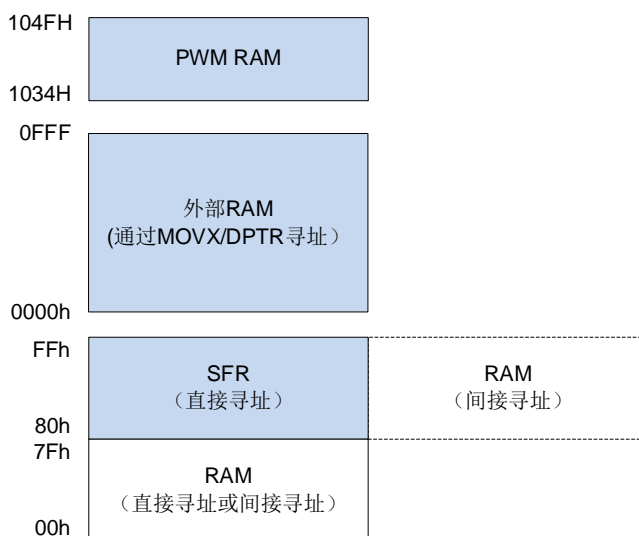 104FH
PWM RAM
1034H
0FFF
外部RAM
(通过MOVX/DPTR寻址）
0000h
FFh
SFR
（直接寻址）
RAM
（间接寻址）
80h
7Fh
RAM
（直接寻址或间接寻址）
00h